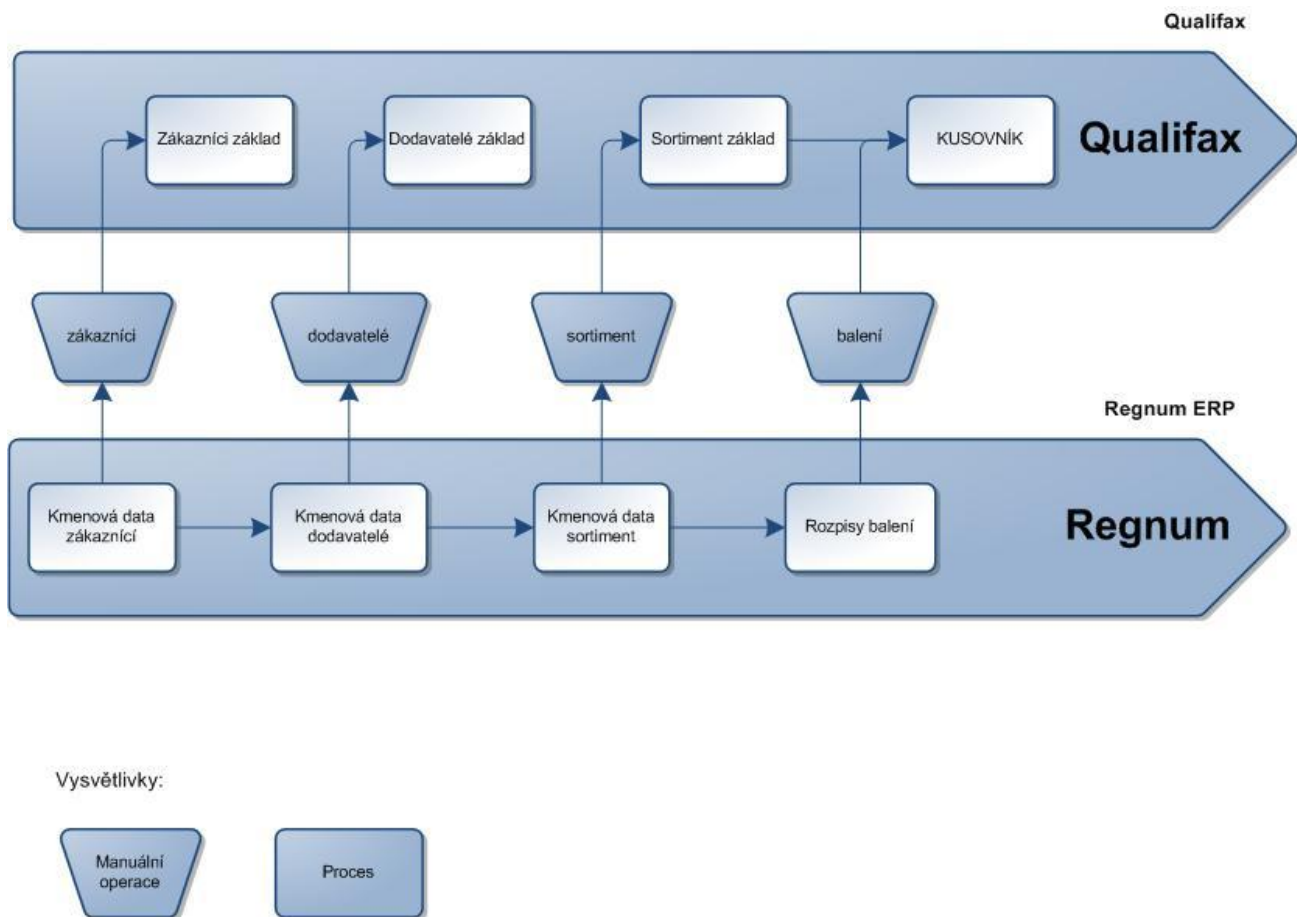 Qualifax
Zákazníci základ
Dodavatelé základ
Sortiment základ
KUSOVNÍK
Qualifax
zákazníci
dodavatelé
sortiment
balení
Regnum ERP
Kmenová data
zákaznící
Kmenová data
dodavatelé
Kmenová data
sortiment
Rozpisy balení
Regnum
Vysvětlivky:
Manuální
operace
Proces